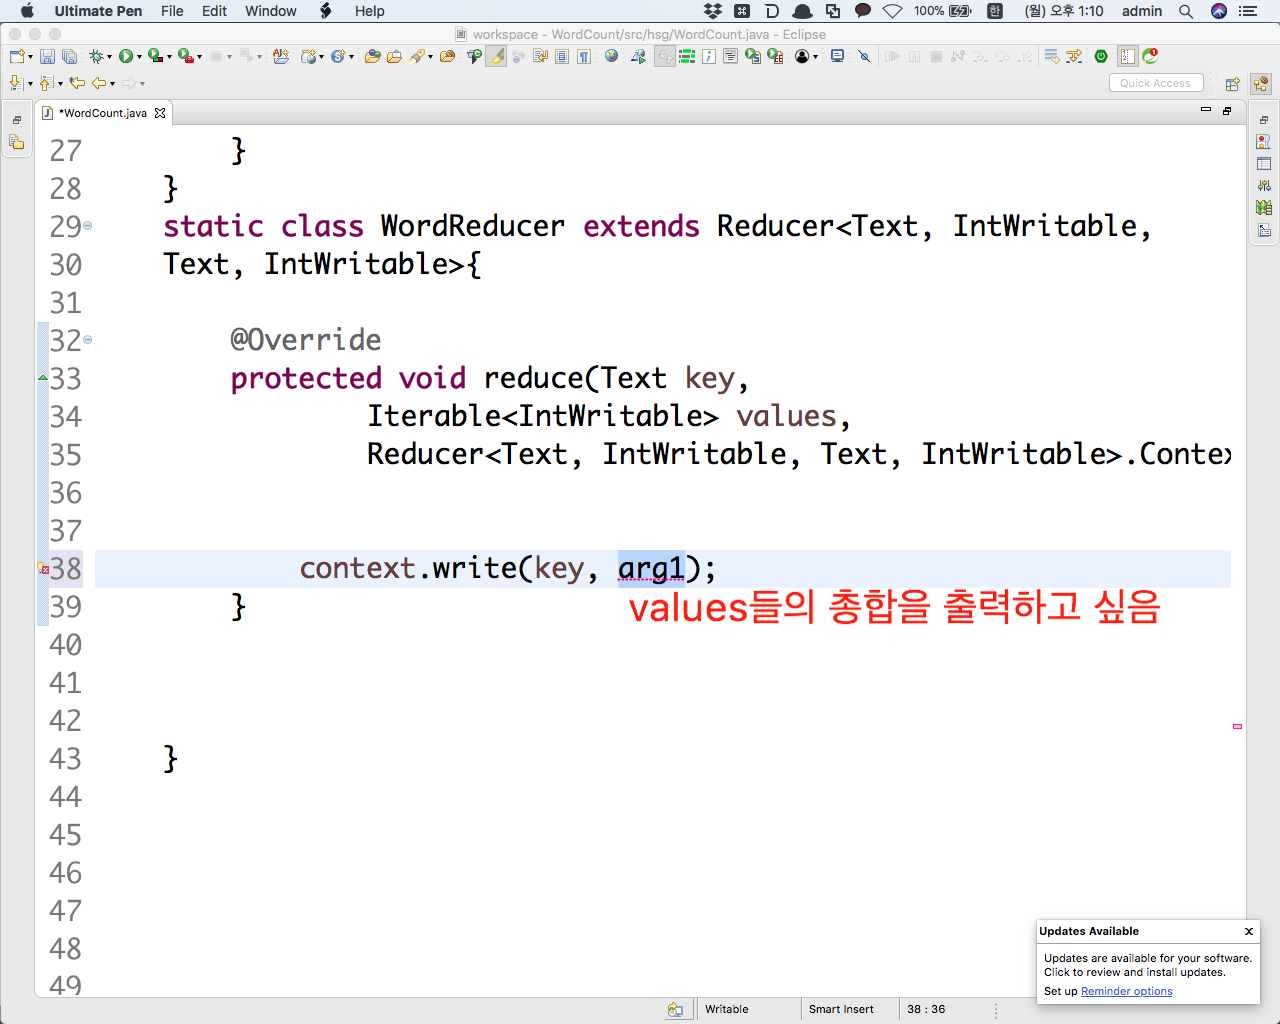 Ultimate Pen File Edit Window Help 100% 한 (월) 오후 1:10 admin
workspace - WordCount/src/hsg/WordCount.java - Eclipse
Quick Access
*WordCount.java
27 }
28 }
29 static class WordReducer extends Reducer<Text, IntWritable,
30 Text, IntWritable>{
31
32 @Override
33 protected void reduce(Text key,
34 Iterable<IntWritable> values,
35 Reducer<Text, IntWritable, Text, IntWritable>.Contex
36
37
38 context.write(key, arg1);
39 }
values들의 총합을 출력하고 싶음
40
41
42
43 }
44
45
46
47
48
49
Updates Available
Updates are available for your software.
Click to review and install updates.
Set up Reminder options
Writable Smart Insert 38 : 36